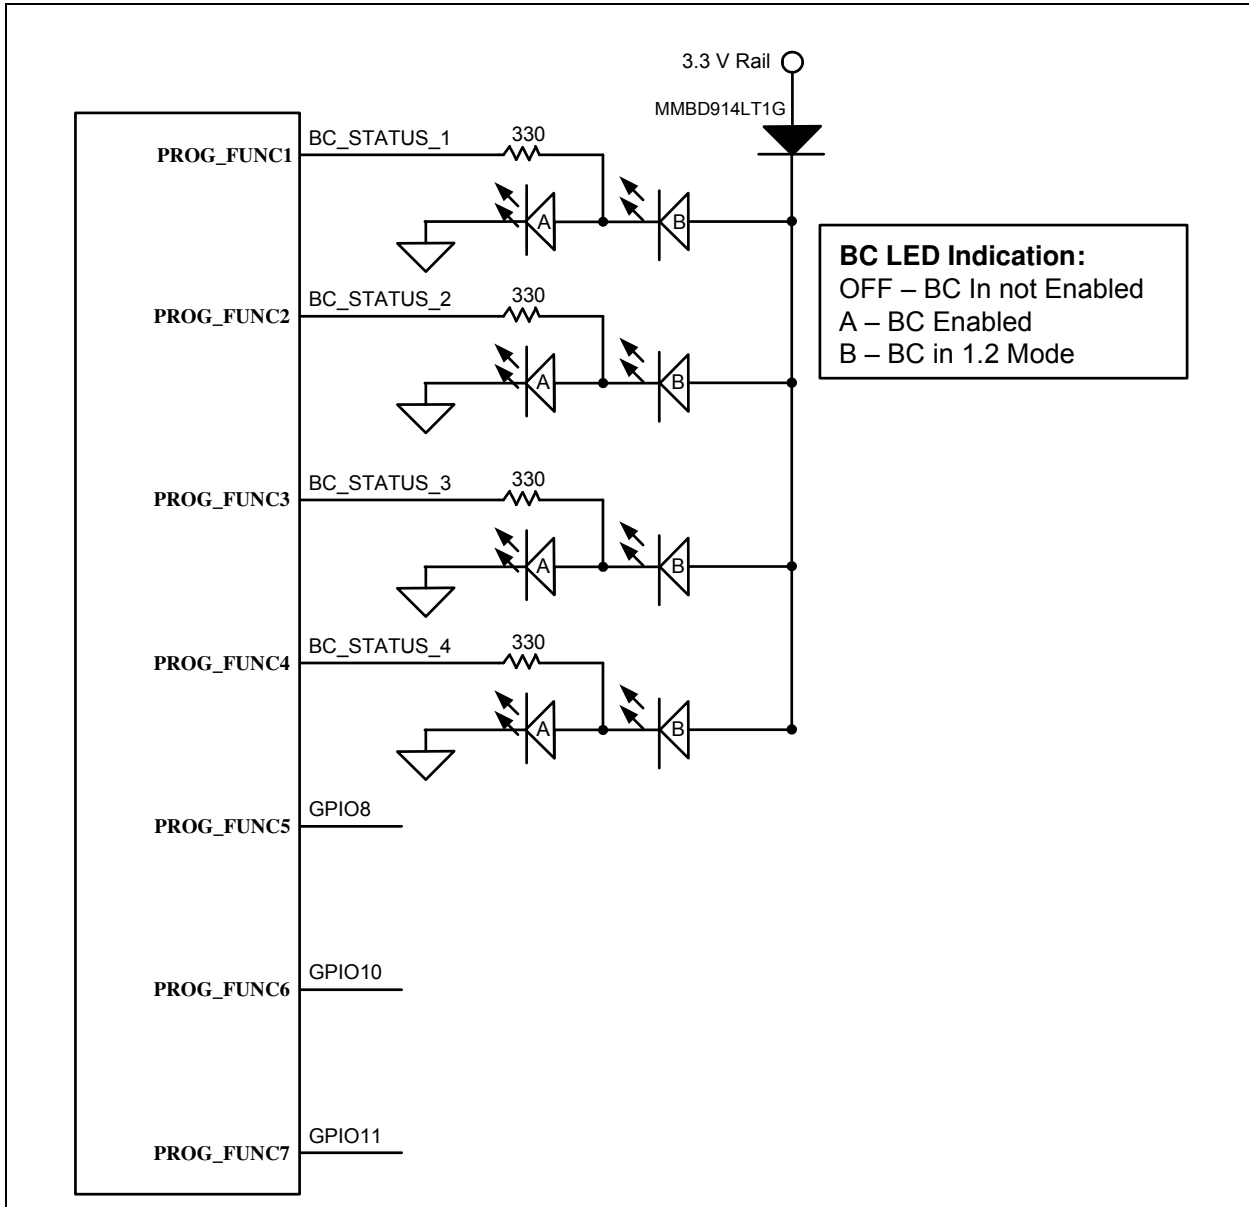 3.3 V Rail
MMBD914LT1G
PROG_FUNC1
BC_STATUS_1
330
A
B
BC LED Indication:
OFF – BC In not Enabled
A – BC Enabled
B – BC in 1.2 Mode
PROG_FUNC2
BC_STATUS_2
330
A
B
PROG_FUNC3
BC_STATUS_3
330
A
B
PROG_FUNC4
BC_STATUS_4
330
A
B
PROG_FUNC5
GPIO8
PROG_FUNC6
GPIO10
PROG_FUNC7
GPIO11